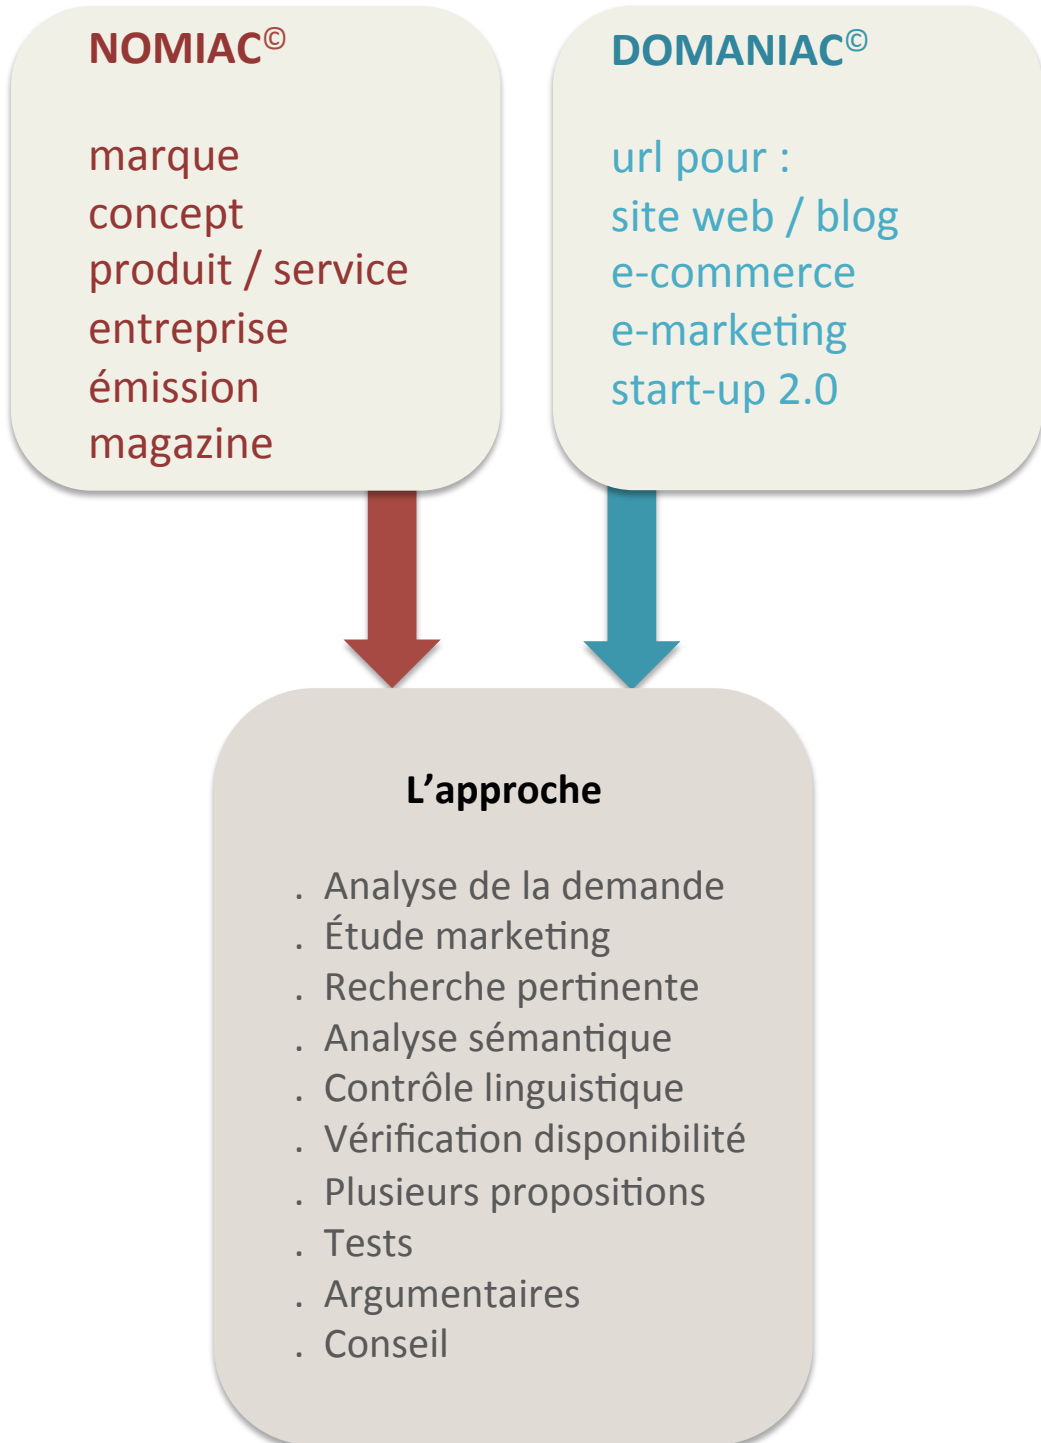 NOMIAC©
marque
concept
produit / service
entreprise
émission
magazine
DOMANIAC©
url pour :
site web / blog
e-commerce
e-marketing
start-up 2.0
L’approche
. Analyse de la demande
. Étude marketing
. Recherche pertinente
. Analyse sémantique
. Contrôle linguistique
. Vérification disponibilité
. Plusieurs propositions
. Tests
. Argumentaires
. Conseil